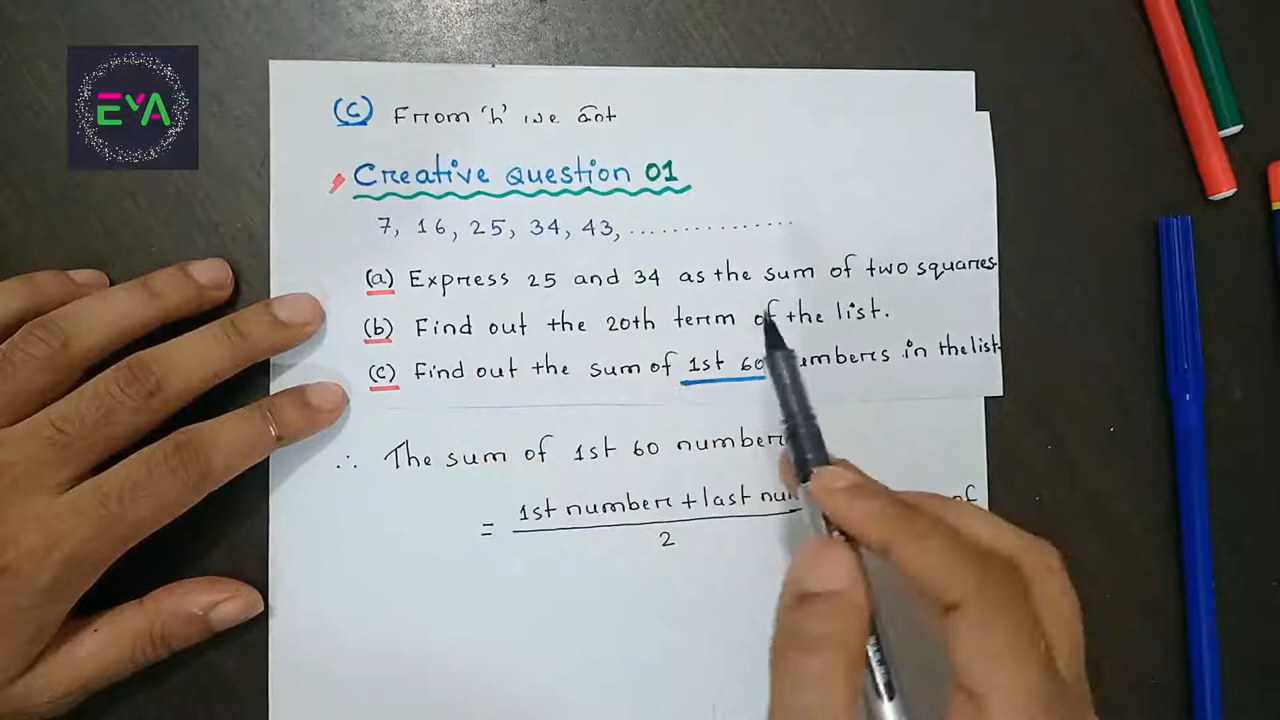 EYA
(c) From 'b' we
Creative question 01
7, 16, 25, 34, 43, ...............
(a) Express 25 and 34 as the sum of two squares.
(b) Find out the 20th term of the list.
(c) Find out the sum of 1st 60 numbers in the list.
∴ The sum of 1st 60 number
= 1st number + last of
2